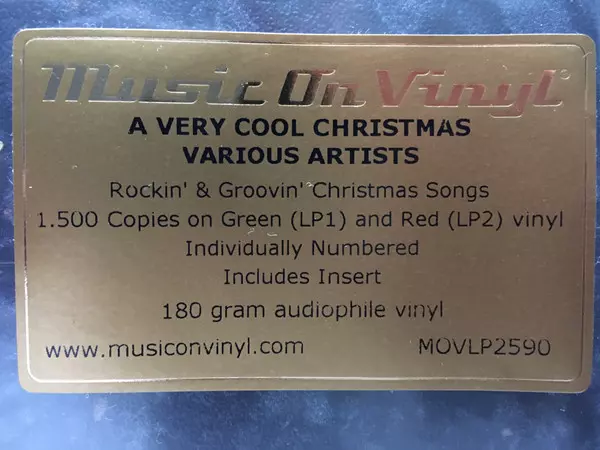 Music On Vinyl®
A VERY COOL CHRISTMAS
VARIOUS ARTISTS
Rockin' & Groovin' Christmas Songs
1.500 Copies on Green (LP1) and Red (LP2) vinyl
Individually Numbered
Includes Insert
180 gram audiophile vinyl
www.musiconvinyl.com MOVLP2590